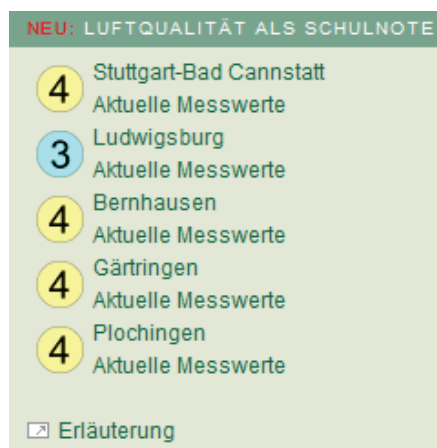 NEU: LUFTQUALITÄT ALS SCHULNOTE
4 Stuttgart-Bad Cannstatt
Aktuelle Messwerte
3 Ludwigsburg
Aktuelle Messwerte
4 Bernhausen
Aktuelle Messwerte
4 Gärtringen
Aktuelle Messwerte
4 Plochingen
Aktuelle Messwerte
Erläuterung